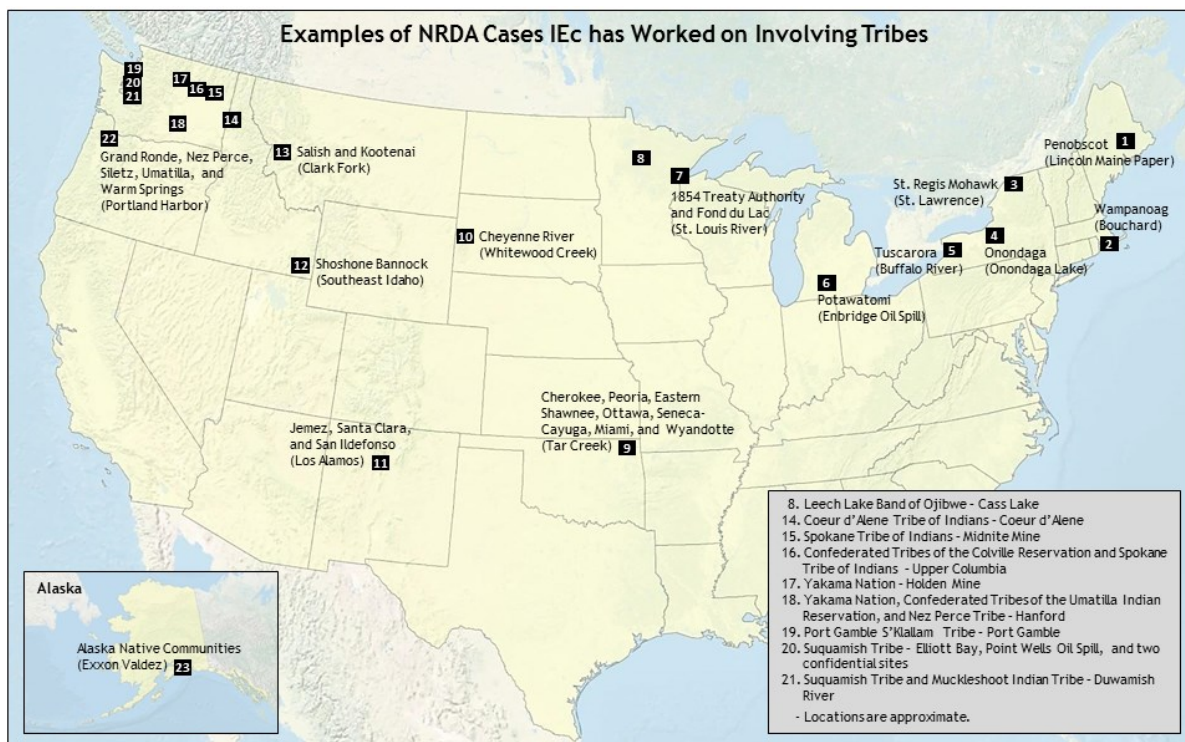 Examples of NRDA Cases IEc has Worked on Involving Tribes
19
20
21
17
16
15
18
14
22
Grand Ronde, Nez Perce,
Siletz, Umatilla, and
Warm Springs
(Portland Harbor)
13
Salish and Kootenai
(Clark Fork)
8
7
1854 Treaty Authority
and Fond du Lac
(St. Louis River)
Penobscot
1
(Lincoln Maine Paper)
St. Regis Mohawk
3
(St. Lawrence)
Wampanoag
(Bouchard)
2
4
Onondaga
(Onondaga Lake)
Tuscarora
5
(Buffalo River)
6
Potawatomi
(Enbridge Oil Spill)
10
Cheyenne River
(Whitewood Creek)
12
Shoshone Bannock
(Southeast Idaho)
Jemez, Santa Clara,
and San Ildefonso
(Los Alamos)
11
Cherokee, Peoria, Eastern
Shawnee, Ottawa, Seneca-
Cayuga, Miami, and Wyandotte
(Tar Creek)
9
Alaska
Alaska Native Communities
(Exxon Valdez)
23
8. Leech Lake Band of Ojibwe - Cass Lake
14. Coeur d'Alene Tribe of Indians - Coeur d'Alene
15. Spokane Tribe of Indians - Midnite Mine
16. Confederated Tribes of the Colville Reservation and Spokane
Tribe of Indians - Upper Columbia
17. Yakama Nation - Holden Mine
18. Yakama Nation, Confederated Tribes of the Umatilla Indian
Reservation, and Nez Perce Tribe - Hanford
19. Port Gamble S'Klallam Tribe - Port Gamble
20. Suquamish Tribe - Elliott Bay, Point Wells Oil Spill, and two
confidential sites
21. Suquamish Tribe and Muckleshoot Indian Tribe - Duwamish
River
- Locations are approximate.